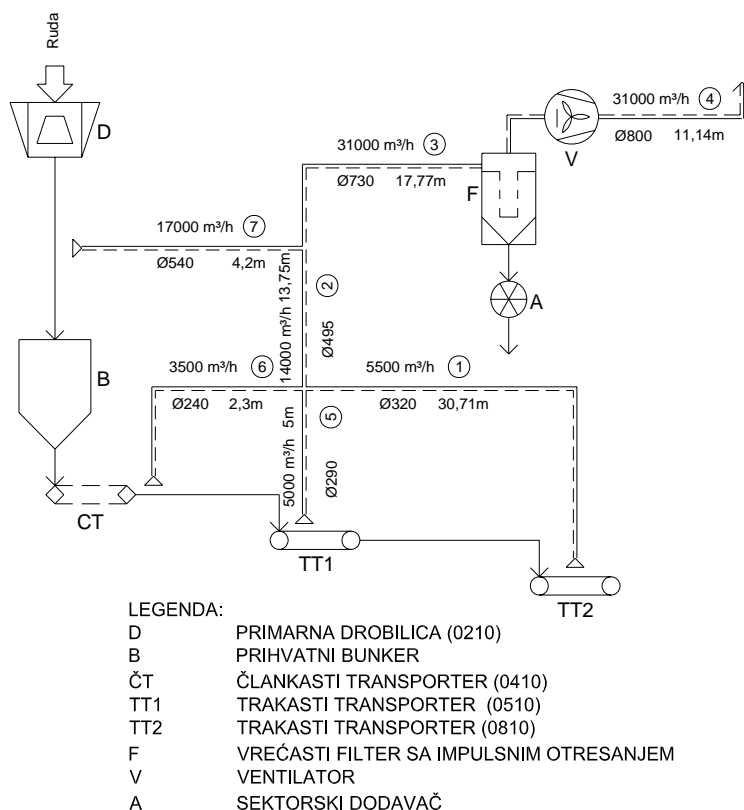 Ruda
D
31000 m³/h 4
Ø800 11,14m
V
31000 m³/h 3
Ø730 17,77m
F
17000 m³/h 7
Ø540 4,2m
A
14000 m³/h 13,75m
2
Ø495
B
3500 m³/h 6
Ø240 2,3m
5500 m³/h 1
Ø320 30,71m
5000 m³/h 5m
5
Ø290
CT
TT1
TT2
LEGENDA:
D PRIMARNA DROBILICA (0210)
B PRIHVATNI BUNKER
ČT ČLANKASTI TRANSPORTER (0410)
TT1 TRAKASTI TRANSPORTER (0510)
TT2 TRAKASTI TRANSPORTER (0810)
F VREĆASTI FILTER SA IMPULSNIM OTRESANJEM
V VENTILATOR
A SEKTORSKI DODAVAČ